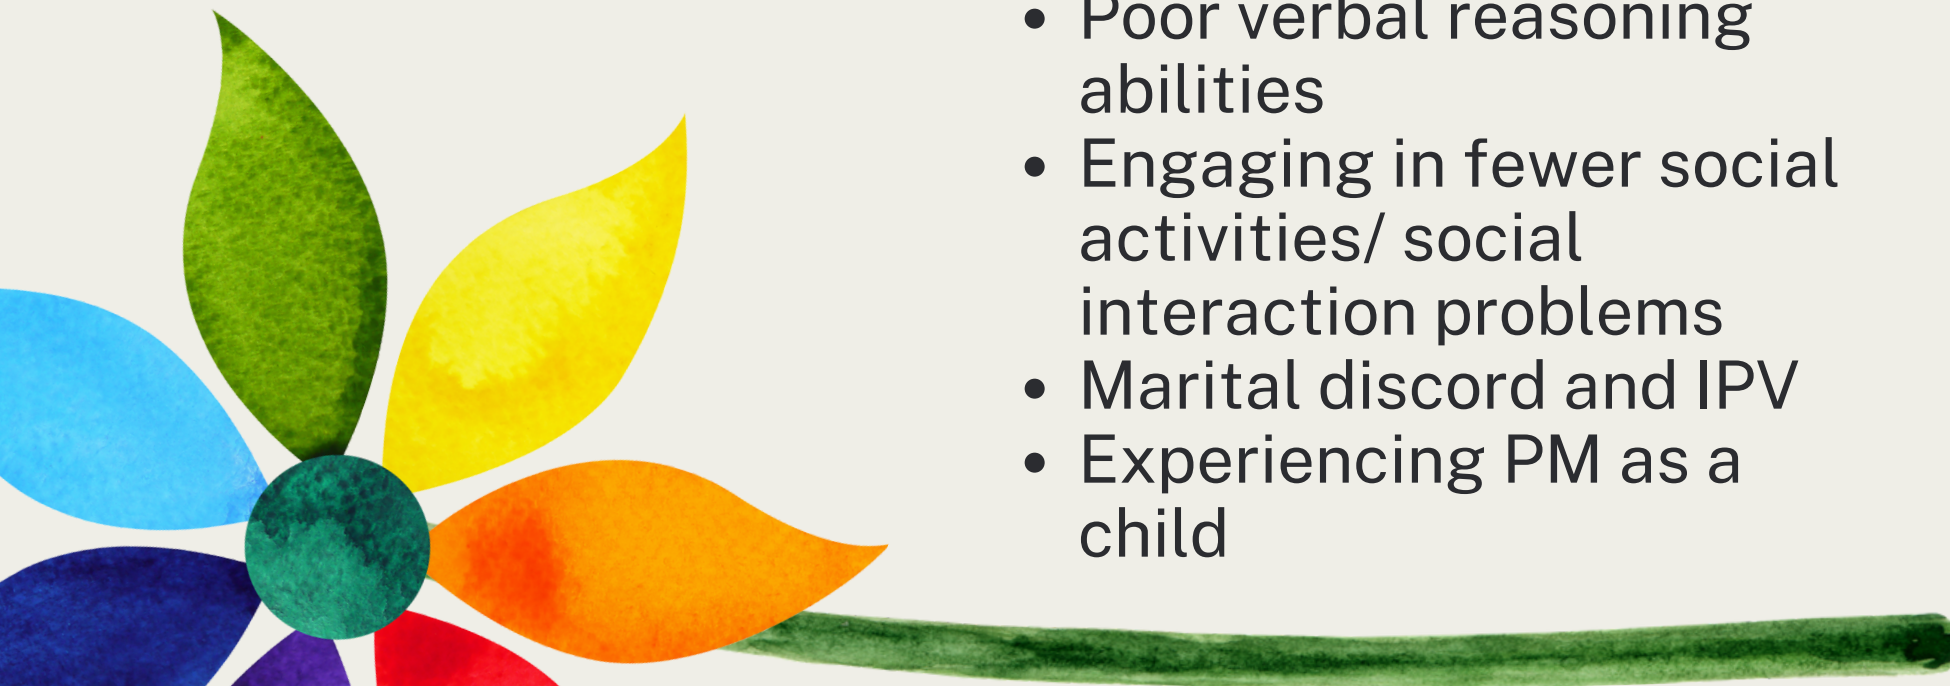 • Poor verbal reasoning
abilities
• Engaging in fewer social
activities/ social
interaction problems
• Marital discord and IPV
• Experiencing PM as a
child